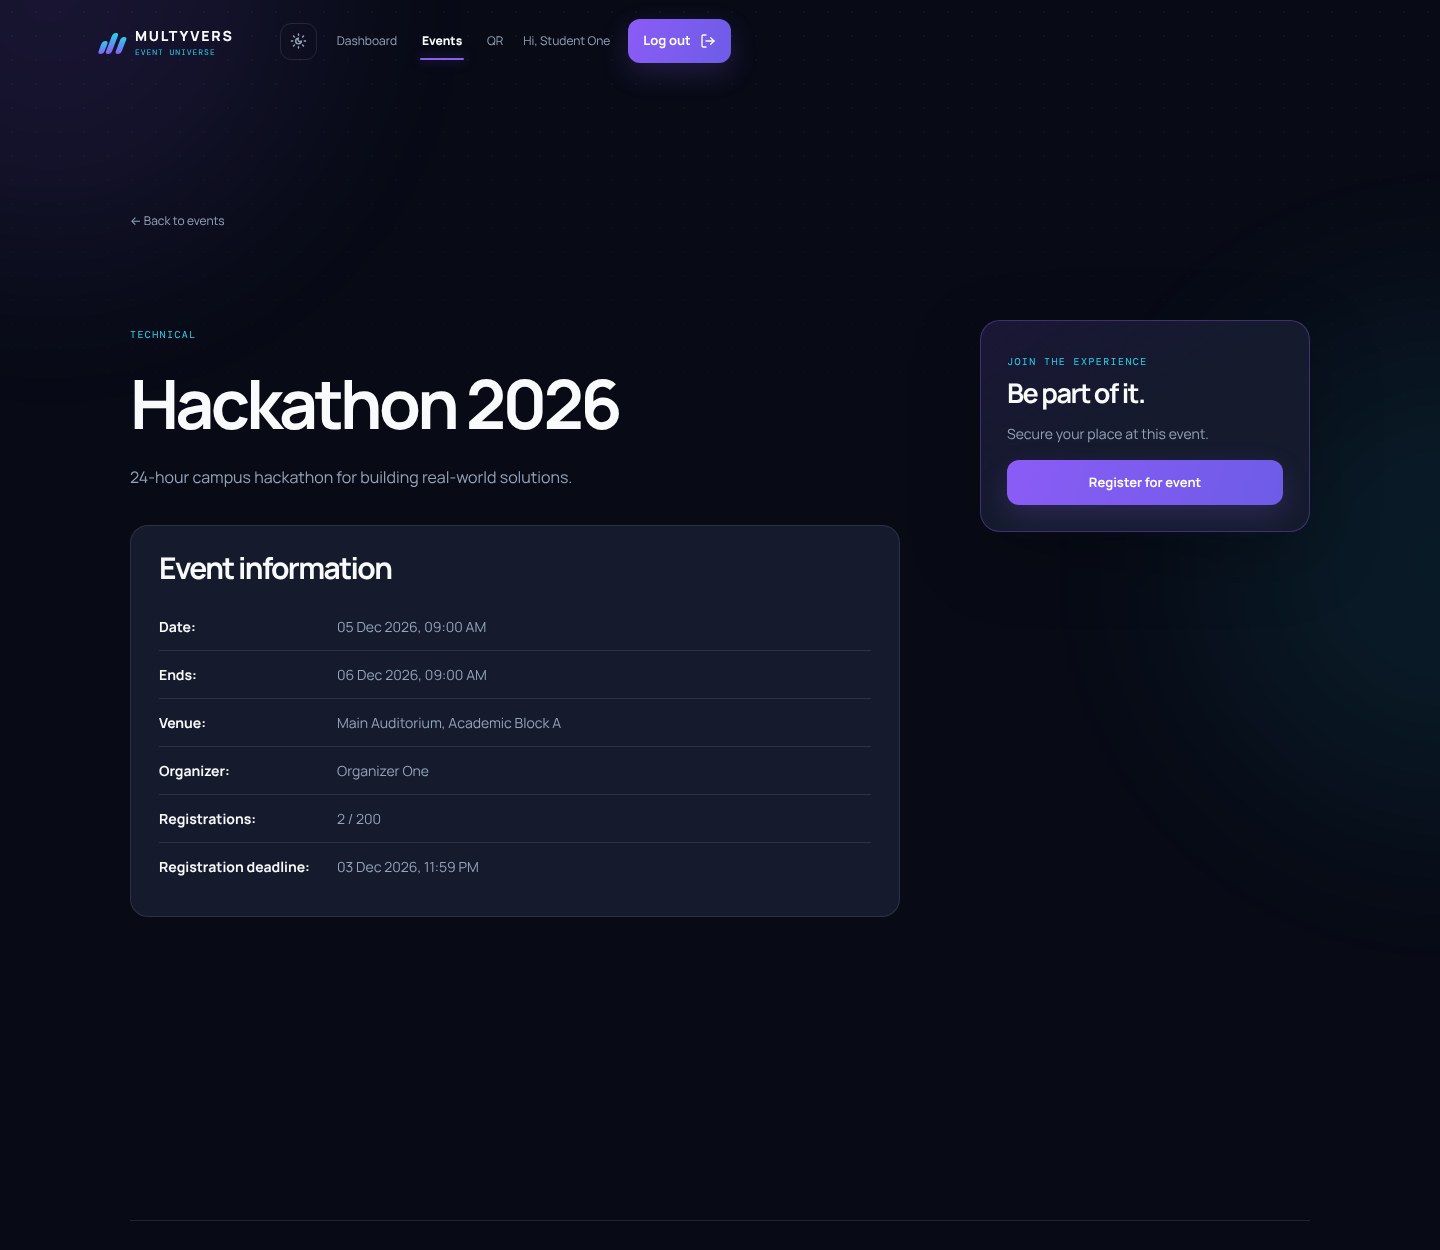 MULTYVERS
EVENT UNIVERSE
Dashboard
Events
QR
Hi, Student One
Log out
← Back to events
TECHNICAL
Hackathon 2026
24-hour campus hackathon for building real-world solutions.
JOIN THE EXPERIENCE
Be part of it.
Secure your place at this event.
Register for event
Event information
Date: 05 Dec 2026, 09:00 AM
Ends: 06 Dec 2026, 09:00 AM
Venue: Main Auditorium, Academic Block A
Organizer: Organizer One
Registrations: 2 / 200
Registration deadline: 03 Dec 2026, 11:59 PM